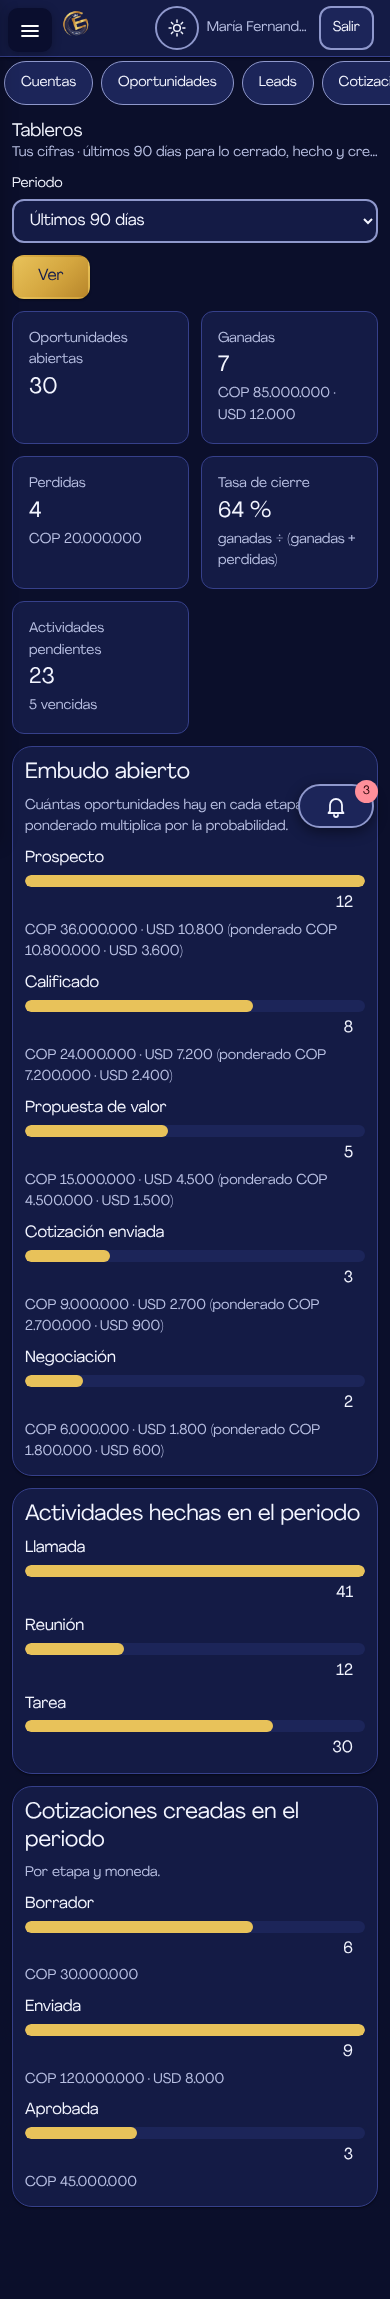 María Fernand...
Salir
Cuentas
Oportunidades
Leads
Cotizaci
Tableros
Tus cifras · últimos 90 días para lo cerrado, hecho y cre...
Periodo
Últimos 90 días
Ver
Oportunidades
abiertas
30
Ganadas
7
COP 85.000.000 ·
USD 12.000
Perdidas
4
COP 20.000.000
Tasa de cierre
64 %
ganadas ÷ (ganadas +
perdidas)
Actividades
pendientes
23
5 vencidas
Embudo abierto
3
Cuántas oportunidades hay en cada etapa
ponderado multiplica por la probabilidad.
Prospecto
12
COP 36.000.000 · USD 10.800 (ponderado COP
10.800.000 · USD 3.600)
Calificado
8
COP 24.000.000 · USD 7.200 (ponderado COP
7.200.000 · USD 2.400)
Propuesta de valor
5
COP 15.000.000 · USD 4.500 (ponderado COP
4.500.000 · USD 1.500)
Cotización enviada
3
COP 9.000.000 · USD 2.700 (ponderado COP
2.700.000 · USD 900)
Negociación
2
COP 6.000.000 · USD 1.800 (ponderado COP
1.800.000 · USD 600)
Actividades hechas en el periodo
Llamada
41
Reunión
12
Tarea
30
Cotizaciones creadas en el
periodo
Por etapa y moneda.
Borrador
6
COP 30.000.000
Enviada
9
COP 120.000.000 · USD 8.000
Aprobada
3
COP 45.000.000